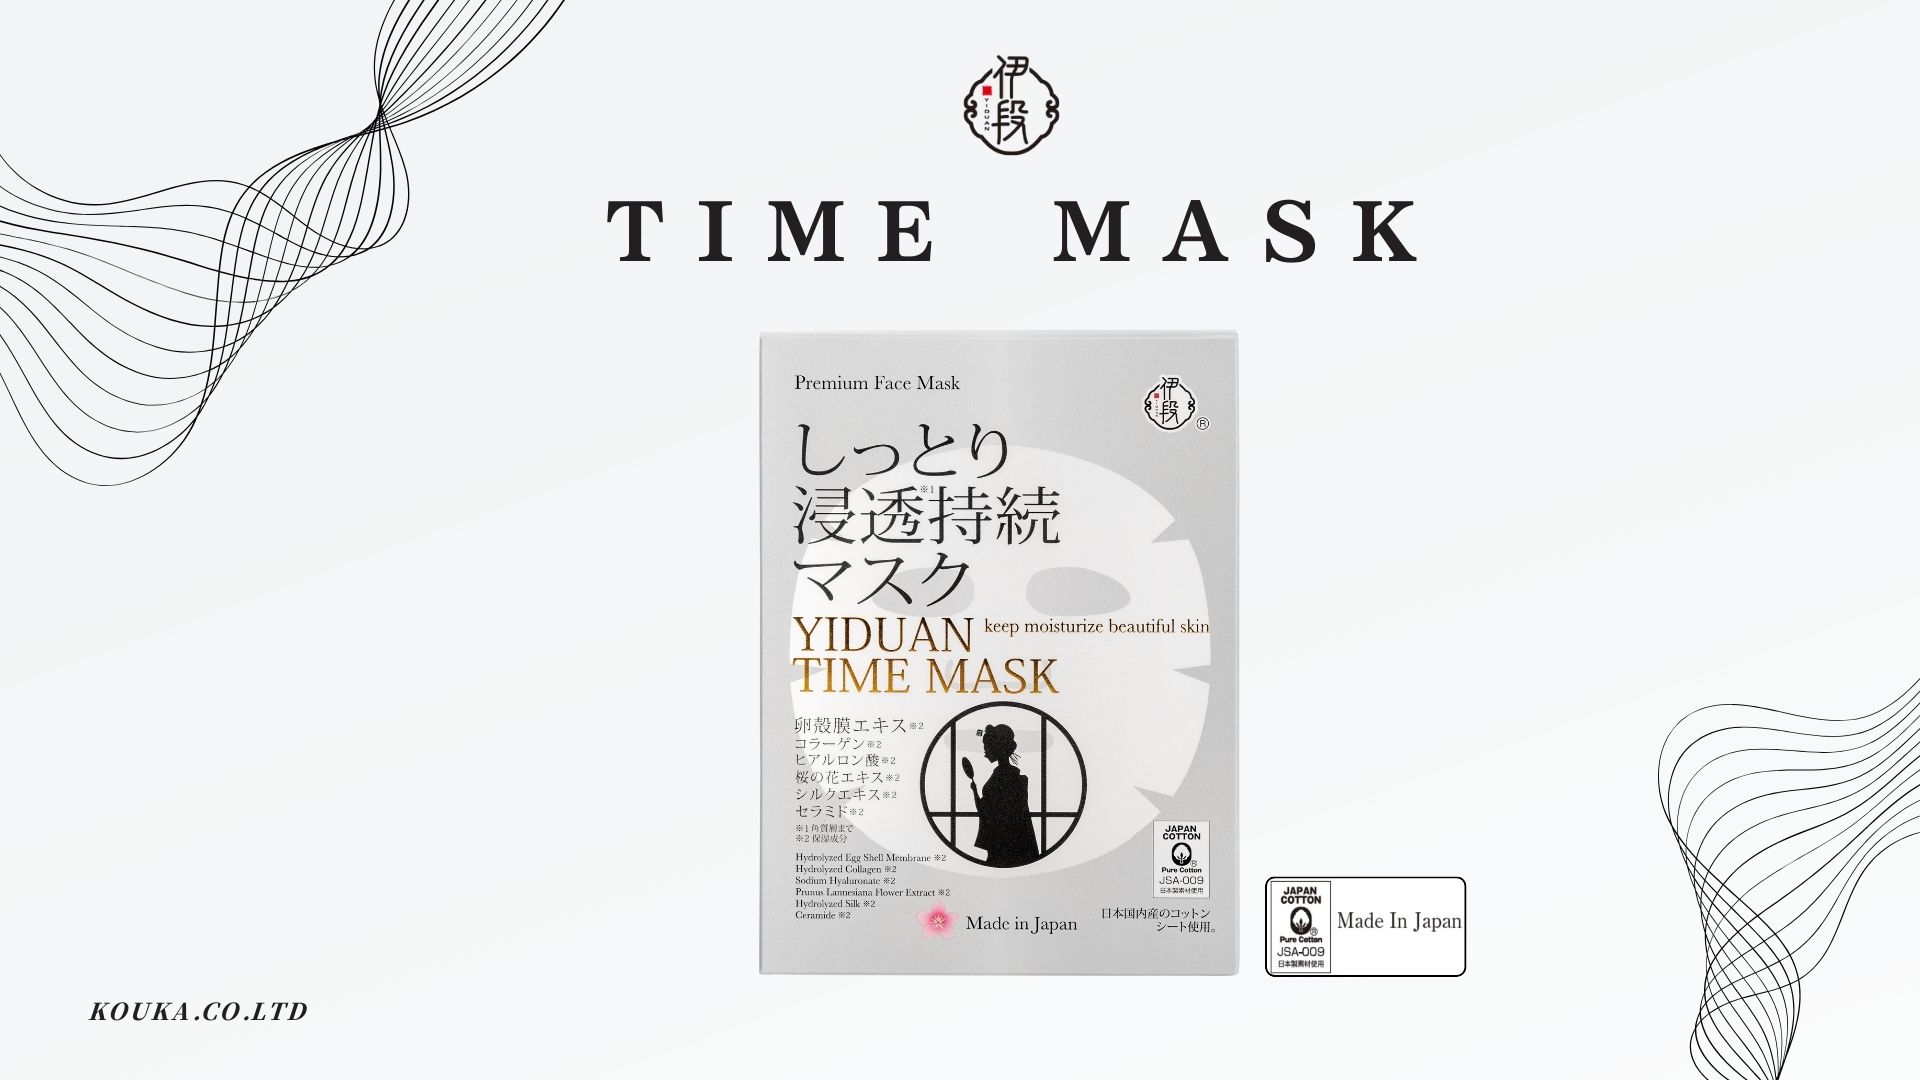 伊段
YIDUAN
TIME MASK
Premium Face Mask
伊段
®
しっとり
浸透※1持続
マスク
YIDUAN keep moisturize beautiful skin
TIME MASK
卵殻膜エキス※2
コラーゲン※2
ヒアルロン酸※2
桜の花エキス※2
シルクエキス※2
セラミド※2
※1 角質層まで
※2 保湿成分
Hydrolyzed Egg Shell Membrane ※2
Hydrolyzed Collagen ※2
Sodium Hyaluronate ※2
Prunus Lannesiana Flower Extract ※2
Hydrolyzed Silk ※2
Ceramide ※2
Made in Japan
JAPAN
COTTON
®
Pure Cotton
JSA-009
日本製素材使用
日本国内産のコットン
シート使用。
JAPAN
COTTON
®
Pure Cotton
JSA-009
日本製素材使用
Made In Japan
KOUKA.CO.LTD